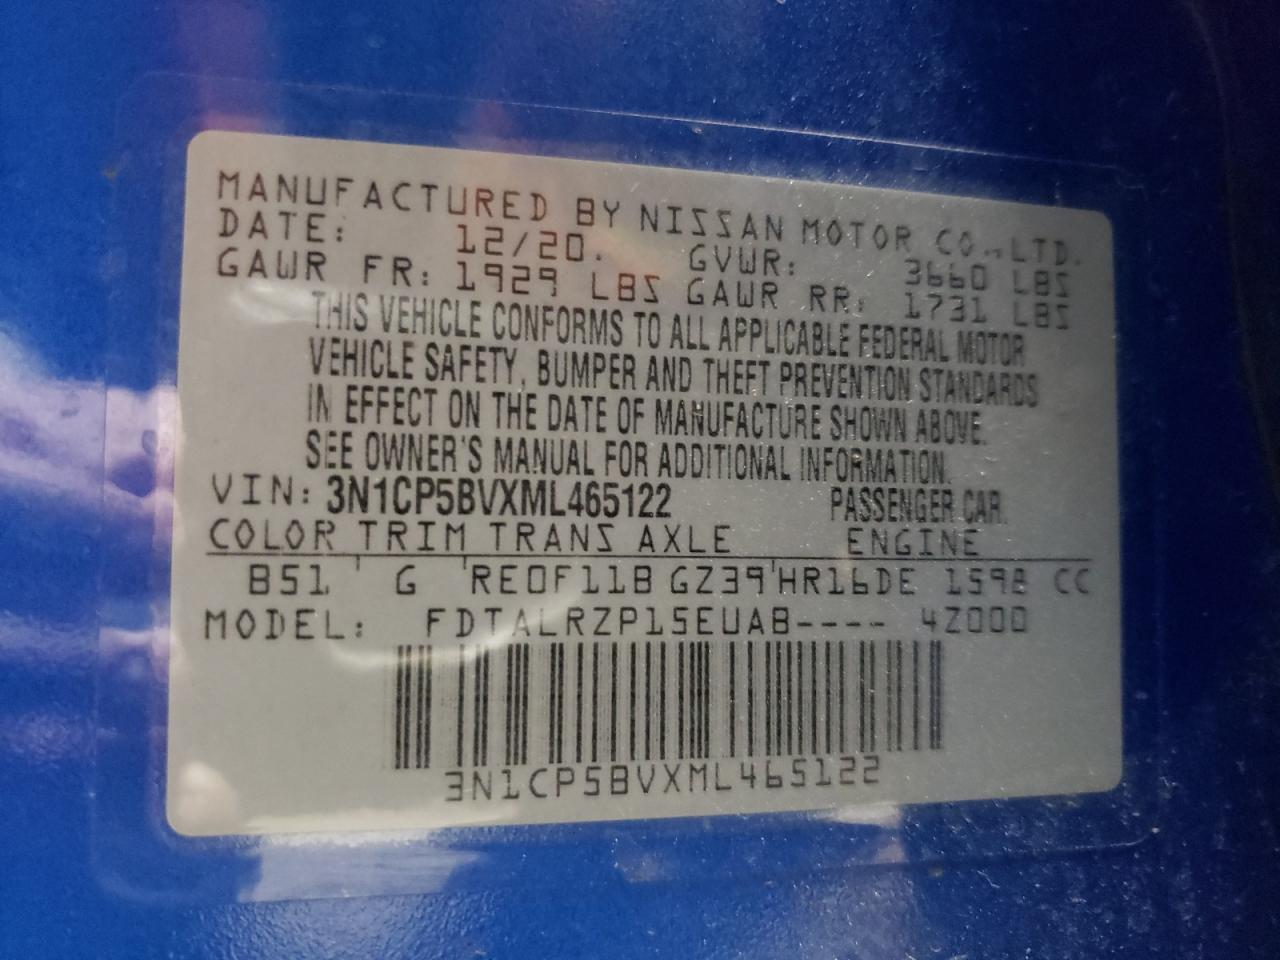 MANUFACTURED BY NISSAN MOTOR CO.,LTD.
DATE: 12/20. GVWR: 3660 LBS
GAWR FR: 1929 LBS GAWR RR: 1731 LBS
THIS VEHICLE CONFORMS TO ALL APPLICABLE FEDERAL MOTOR
VEHICLE SAFETY, BUMPER AND THEFT PREVENTION STANDARDS
IN EFFECT ON THE DATE OF MANUFACTURE SHOWN ABOVE.
SEE OWNER'S MANUAL FOR ADDITIONAL INFORMATION.
VIN: 3N1CP5BVXML465122 PASSENGER CAR.
COLOR TRIM TRANS AXLE ENGINE
B51 G RE0F11B GZ39 HR16DE 1598 CC
MODEL: FDTALRZP15EUAB---- 4Z000
3N1CP5BVXML465122